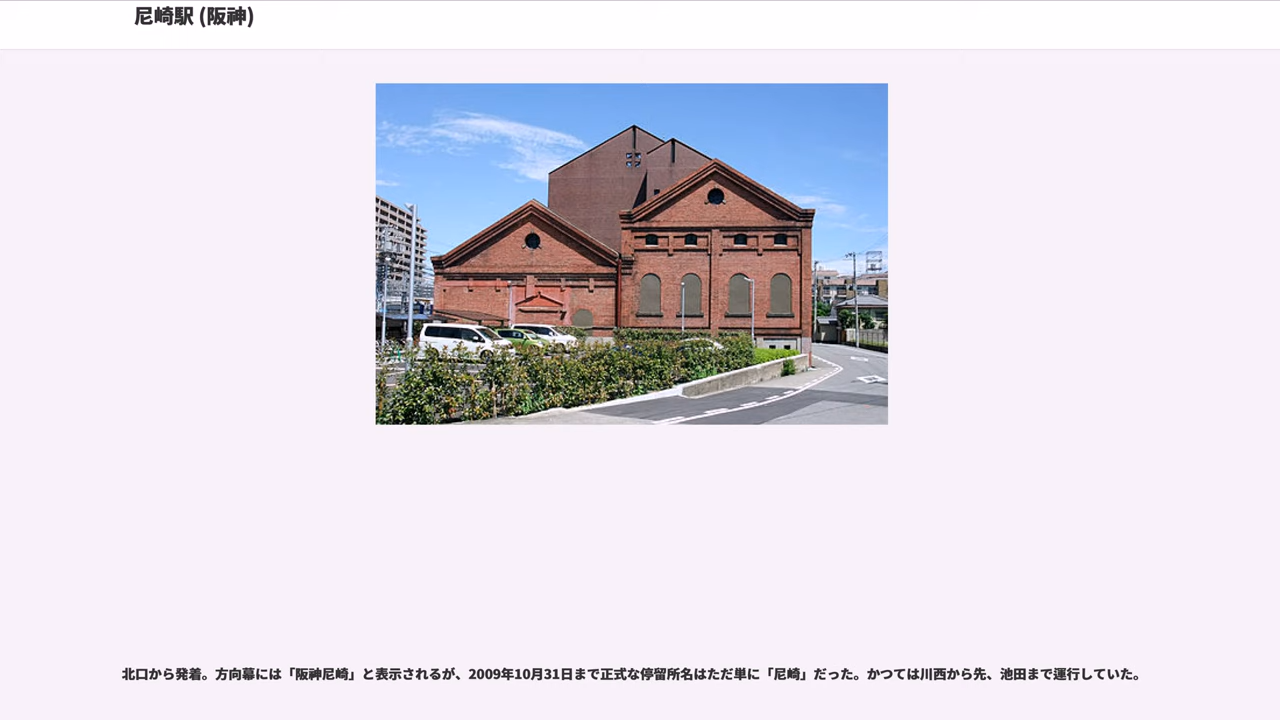 尼崎駅 (阪神)
北口から発着。方向幕には「阪神尼崎」と表示されるが、2009年10月31日まで正式な停留所名はただ単に「尼崎」だった。かつては川西から先、池田まで運行していた。